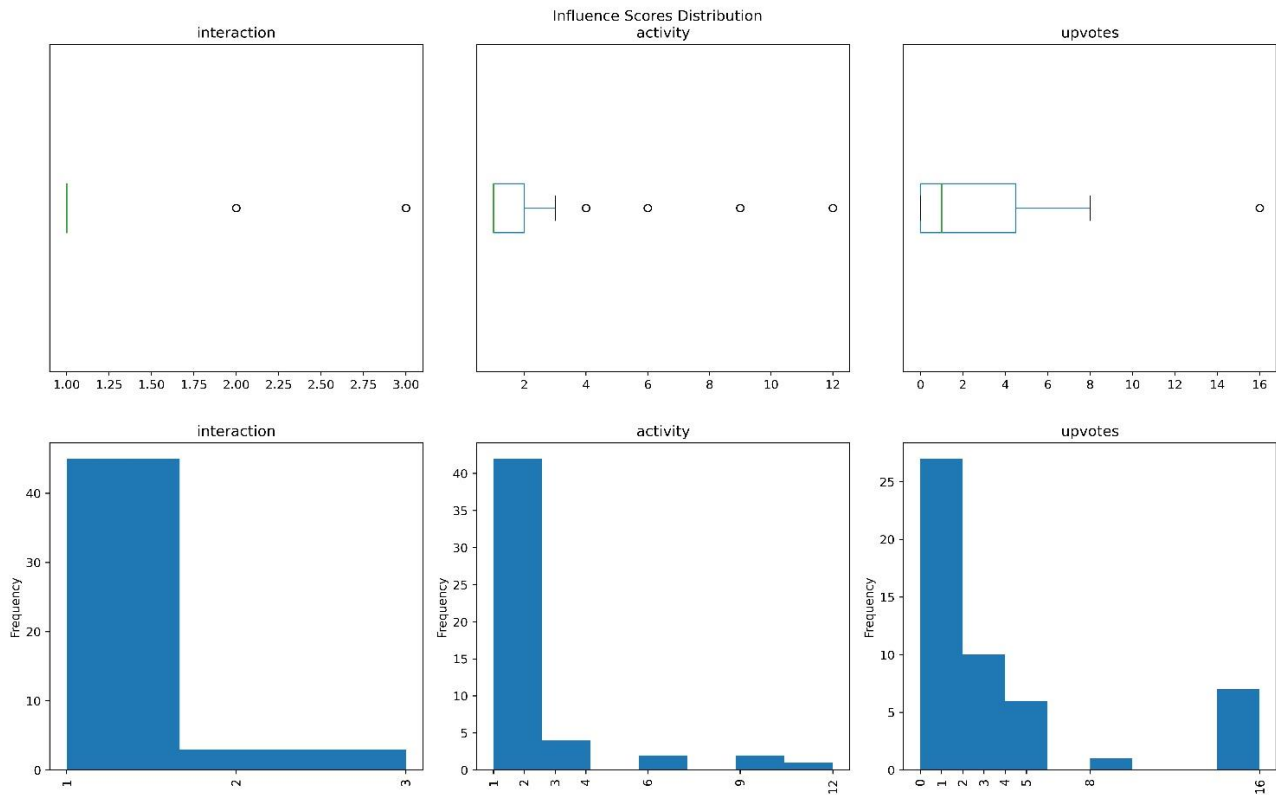 Influence Scores Distribution
interaction
activity
upvotes
1.00 1.25 1.50 1.75 2.00 2.25 2.50 2.75 3.00
2 4 6 8 10 12
0 2 4 6 8 10 12 14 16
interaction
activity
upvotes
Frequency
40
30
20
10
0
1 2 3
Frequency
40
35
30
25
20
15
10
5
0
1 2 3 4 6 9 12
Frequency
25
20
15
10
5
0
0 1 2 3 4 5 8 16